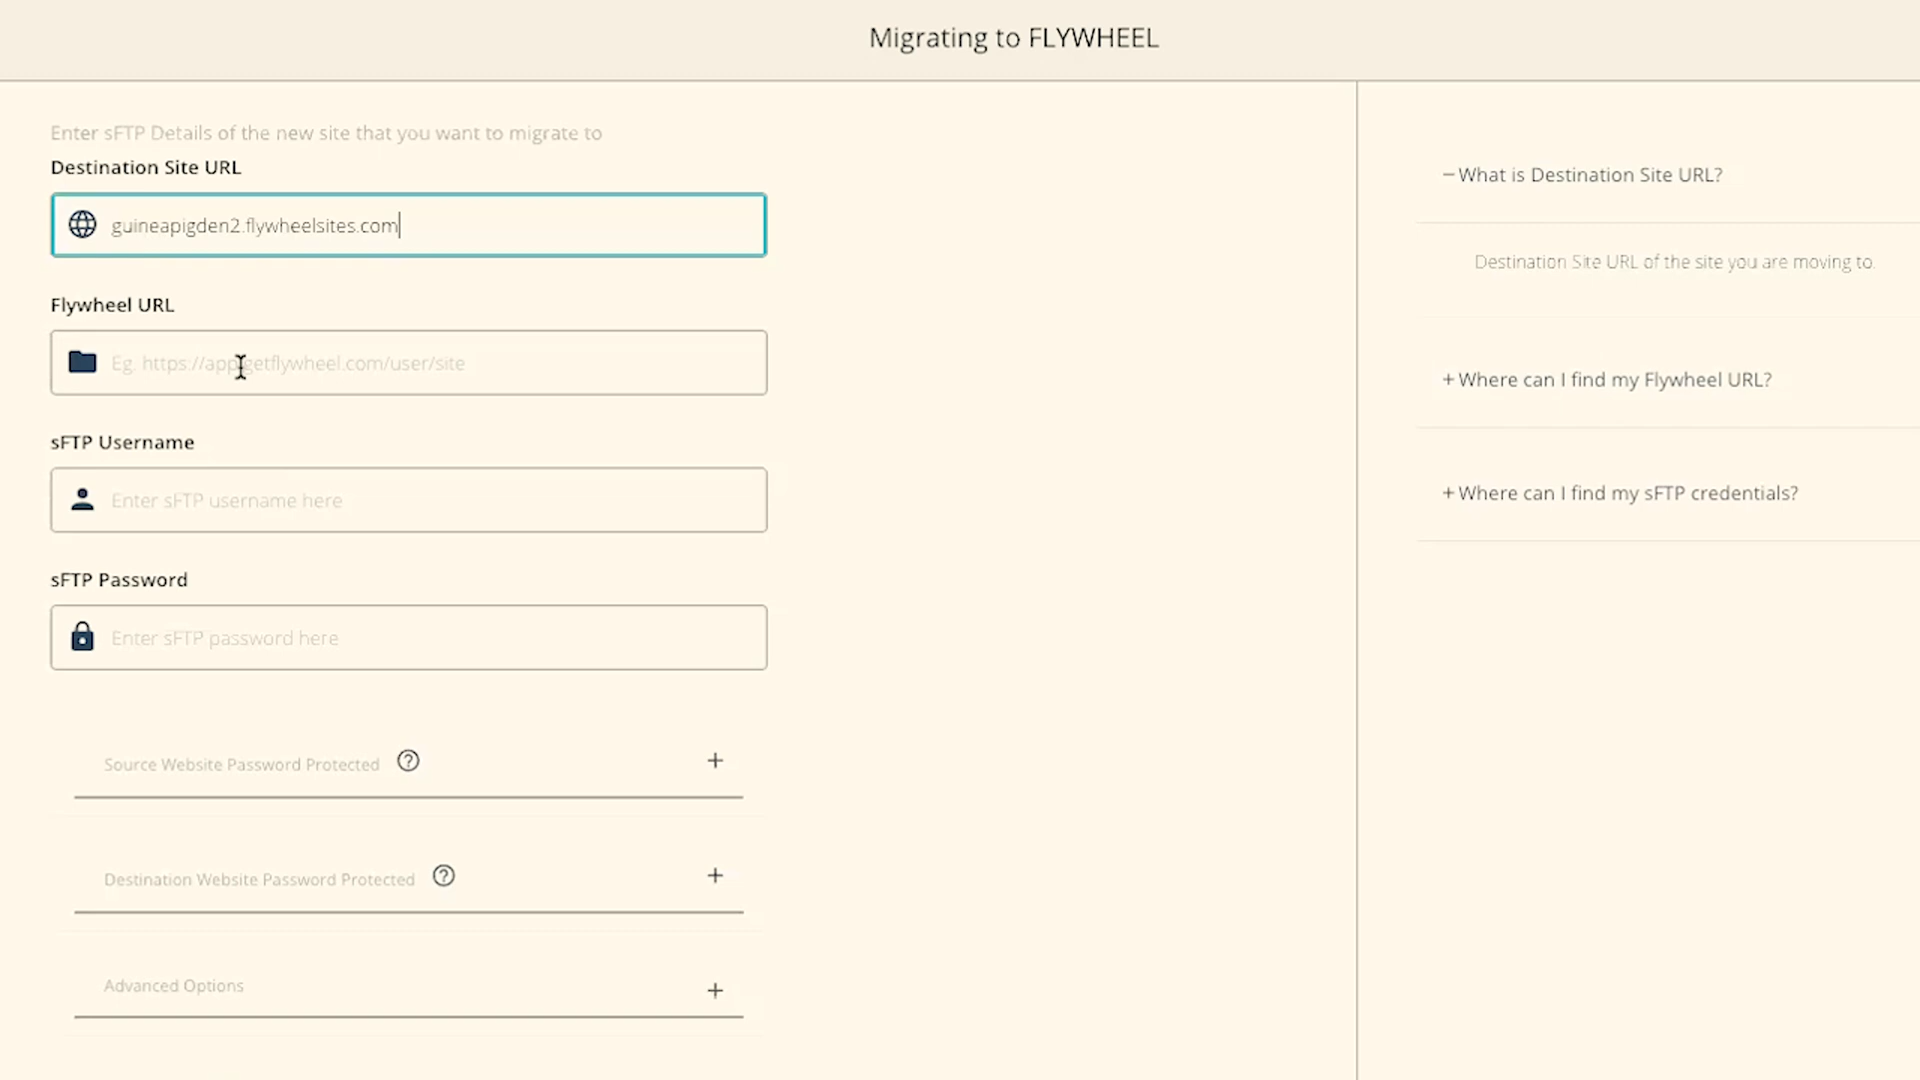 Migrating to FLYWHEEL
Enter sFTP Details of the new site that you want to migrate to
Destination Site URL
guineapigden2.flywheelsites.com
Flywheel URL
Eg. https://app.getflywheel.com/user/site
sFTP Username
Enter sFTP username here
sFTP Password
Enter sFTP password here
Source Website Password Protected ? +
Destination Website Password Protected ? +
Advanced Options +
− What is Destination Site URL?
Destination Site URL of the site you are moving to.
+ Where can I find my Flywheel URL?
+ Where can I find my sFTP credentials?